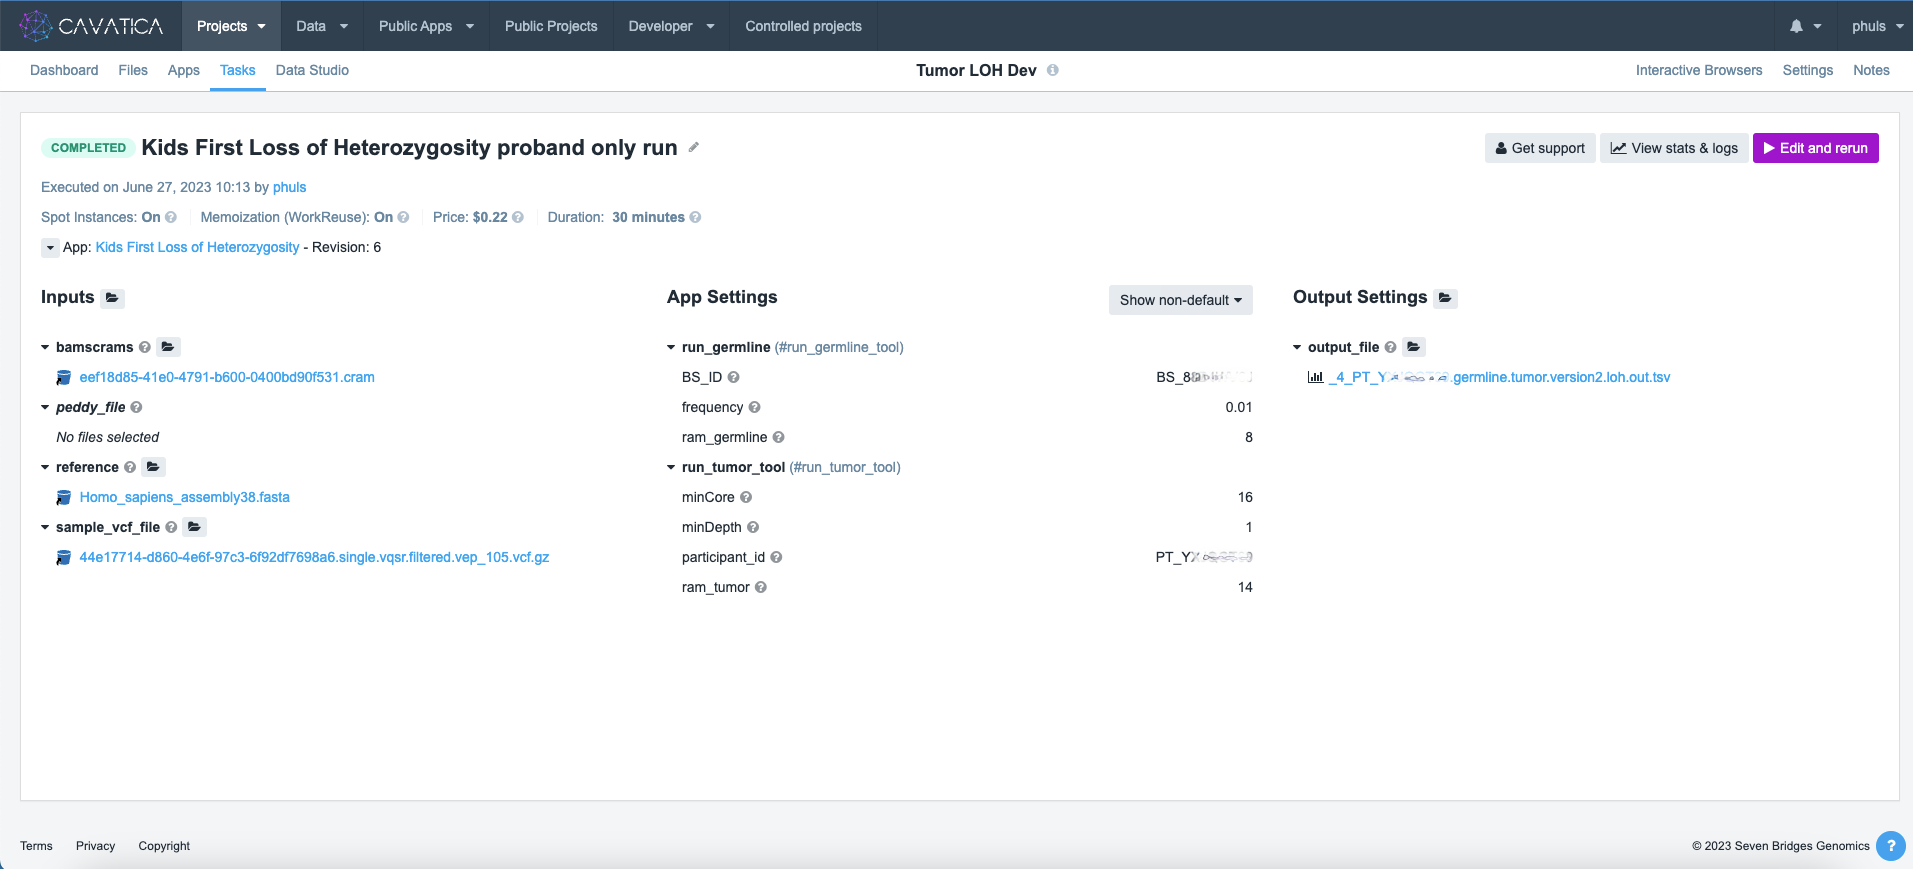 CAVATICA Projects Data Public Apps Public Projects Developer Controlled projects phuls
Dashboard Files Apps Tasks Data Studio Tumor LOH Dev Interactive Browsers Settings Notes
COMPLETED Kids First Loss of Heterozygosity proband only run Get support View stats & logs Edit and rerun
Executed on June 27, 2023 10:13 by phuls
Spot Instances: On Memoization (WorkReuse): On Price: $0.22 Duration: 30 minutes
App: Kids First Loss of Heterozygosity - Revision: 6
Inputs
bamscrams
eef18d85-41e0-4791-b600-0400bd90f531.cram
peddy_file
No files selected
reference
Homo_sapiens_assembly38.fasta
sample_vcf_file
44e17714-d860-4e6f-97c3-6f92df7698a6.single.vqsr.filtered.vep_105.vcf.gz
App Settings Show non-default
run_germline (#run_germline_tool)
BS_ID
frequency 0.01
ram_germline 8
run_tumor_tool (#run_tumor_tool)
minCore 16
minDepth 1
participant_id
ram_tumor 14
Output Settings
output_file
.germline.tumor.version2.loh.out.tsv
Terms Privacy Copyright © 2023 Seven Bridges Genomics ?